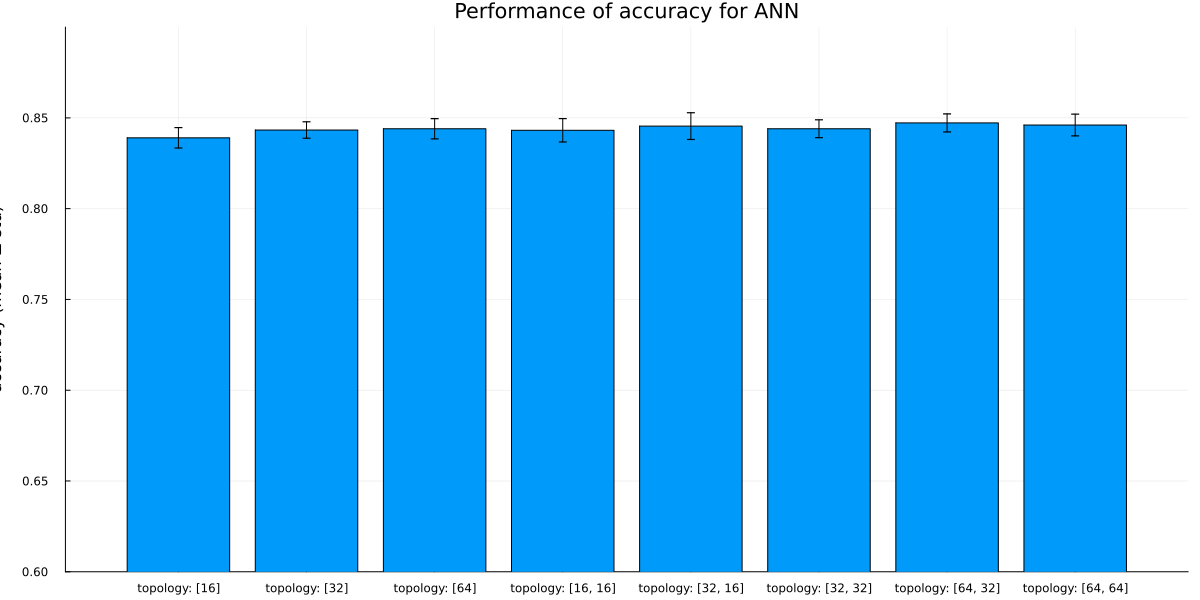 Performance of accuracy for ANN
0.85
0.80
0.75
0.70
0.65
0.60
topology: [16]
topology: [32]
topology: [64]
topology: [16, 16]
topology: [32, 16]
topology: [32, 32]
topology: [64, 32]
topology: [64, 64]